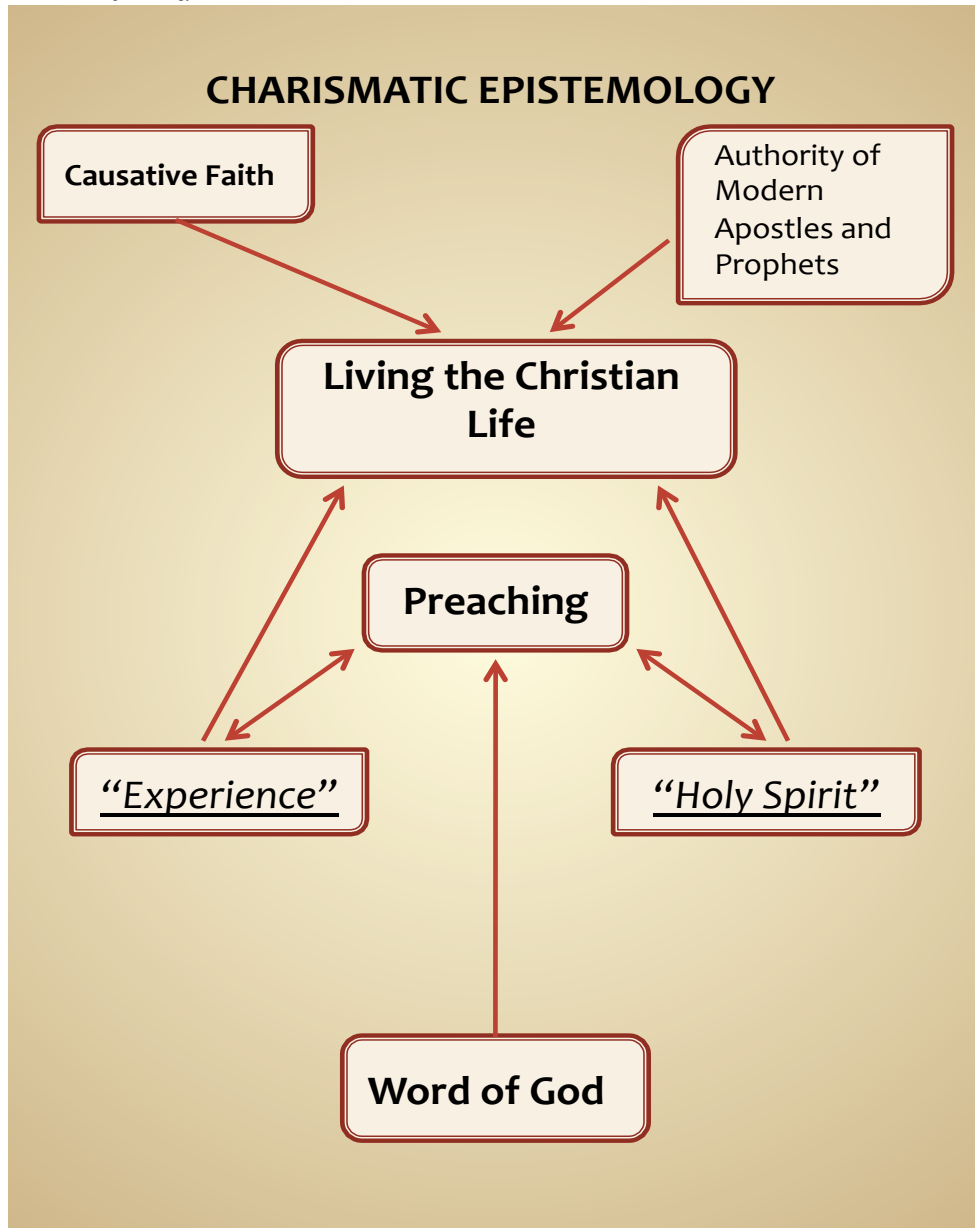 CHARISMATIC EPISTEMOLOGY
Causative Faith
Authority of
Modern
Apostles and
Prophets
Living the Christian
Life
Preaching
“Experience”
“Holy Spirit”
Word of God